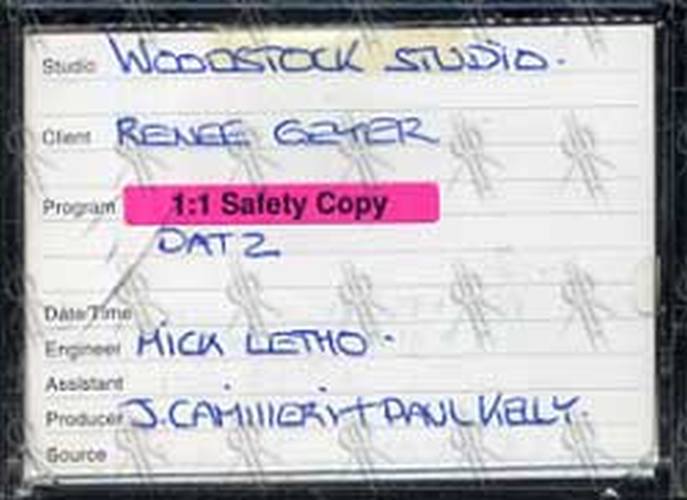 Studio WOODSTOCK STUDIO.
Client RENEE GEYER
Program 1:1 Safety Copy
DAT 2
Date/Time
Engineer MICK LETHO.
Assistant
Producer J. CAMILLERI + PAUL KELLY.
Source